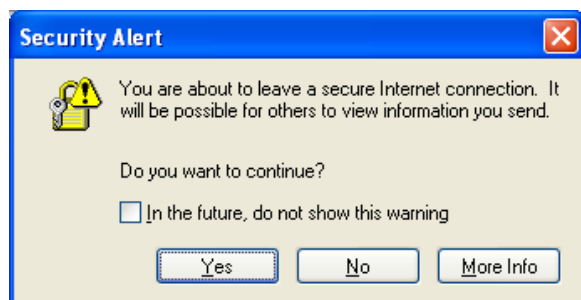 Security Alert
You are about to leave a secure Internet connection. It
will be possible for others to view information you send.
Do you want to continue?
In the future, do not show this warning
Yes
No
More Info